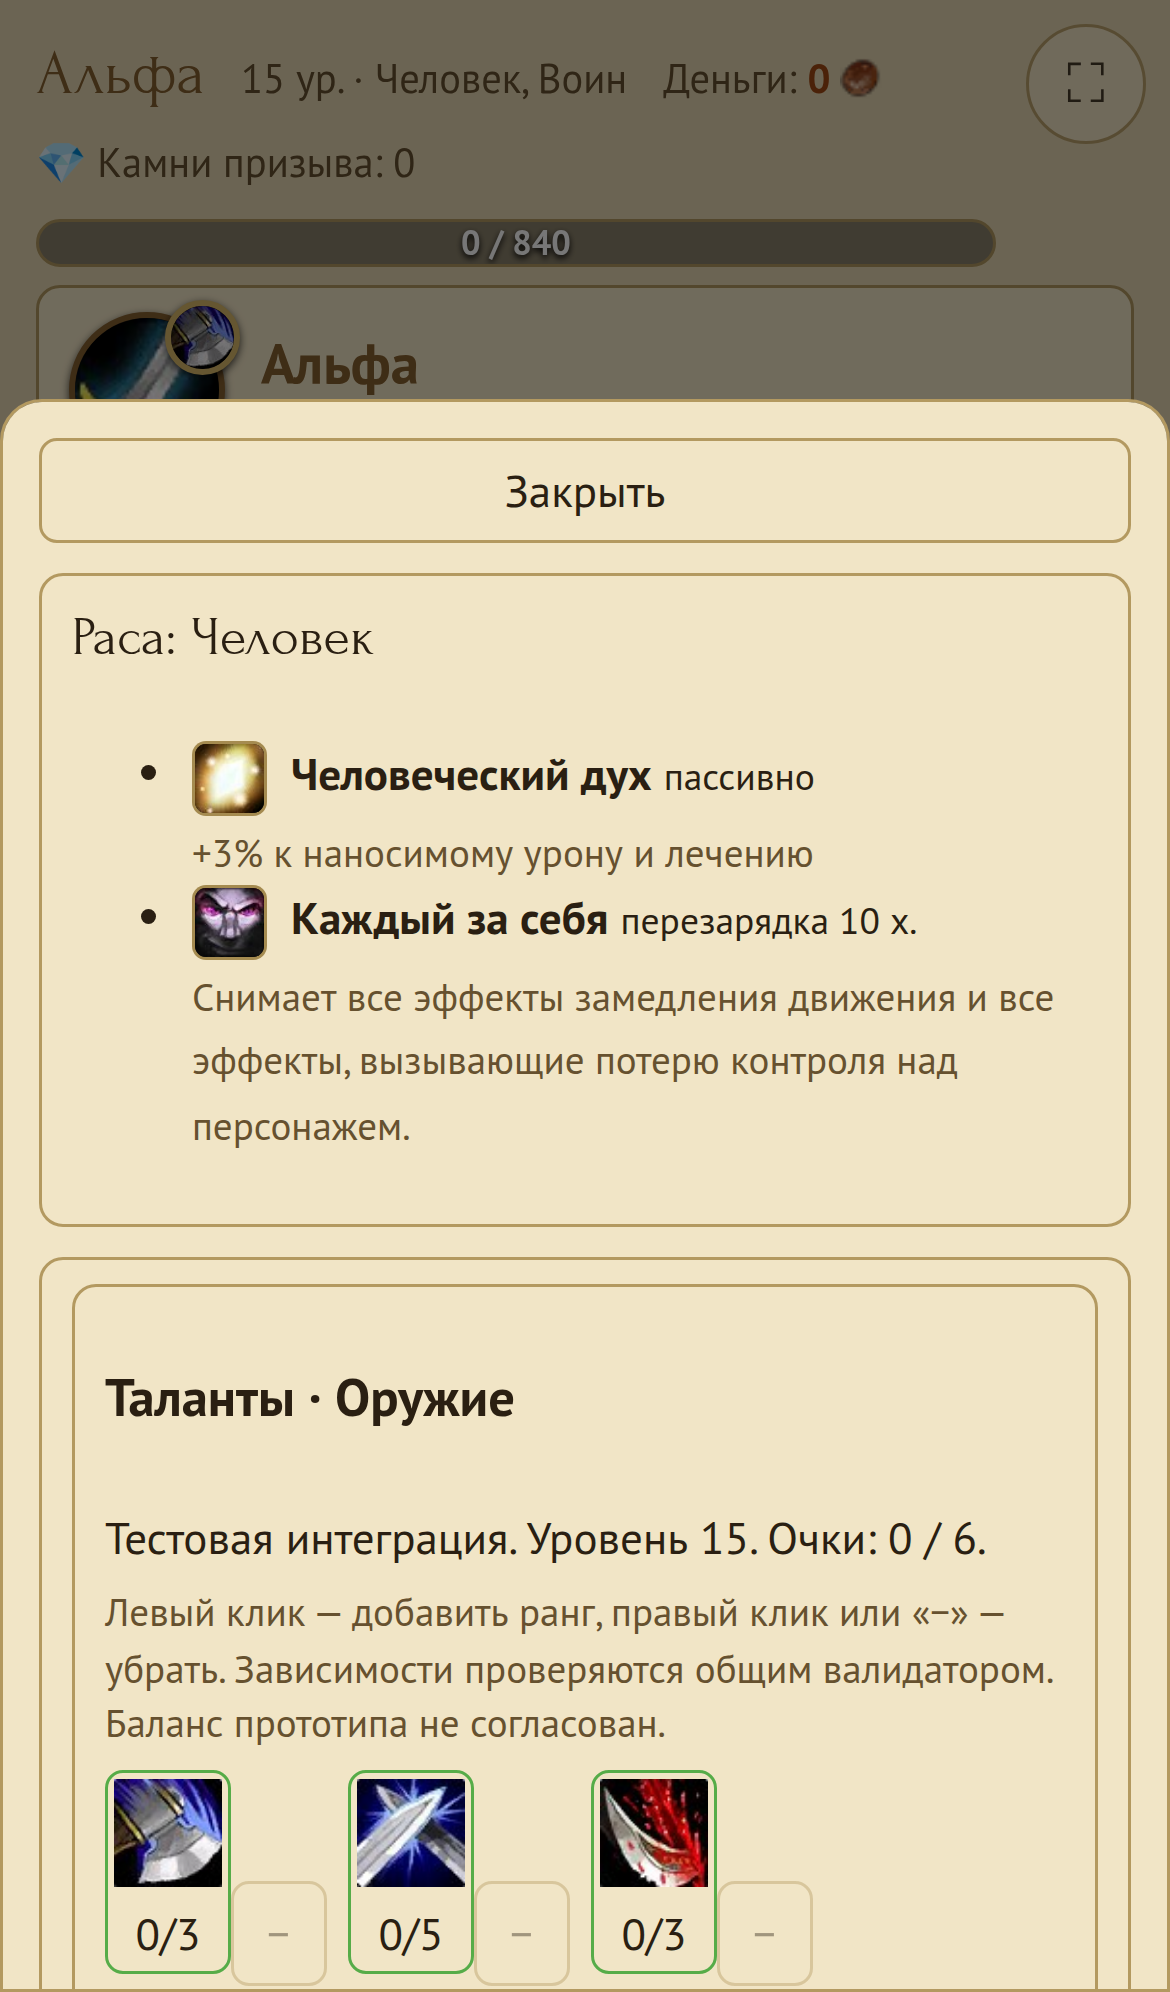 Альфа 15 ур. · Человек, Воин Деньги: 0
Камни призыва: 0
0 / 840
Альфа
Закрыть
Раса: Человек
• Человеческий дух пассивно
+3% к наносимому урону и лечению
• Каждый за себя перезарядка 10 х.
Снимает все эффекты замедления движения и все
эффекты, вызывающие потерю контроля над
персонажем.
Таланты · Оружие
Тестовая интеграция. Уровень 15. Очки: 0 / 6.
Левый клик — добавить ранг, правый клик или «−» —
убрать. Зависимости проверяются общим валидатором.
Баланс прототипа не согласован.
0/3 − 0/5 − 0/3 −